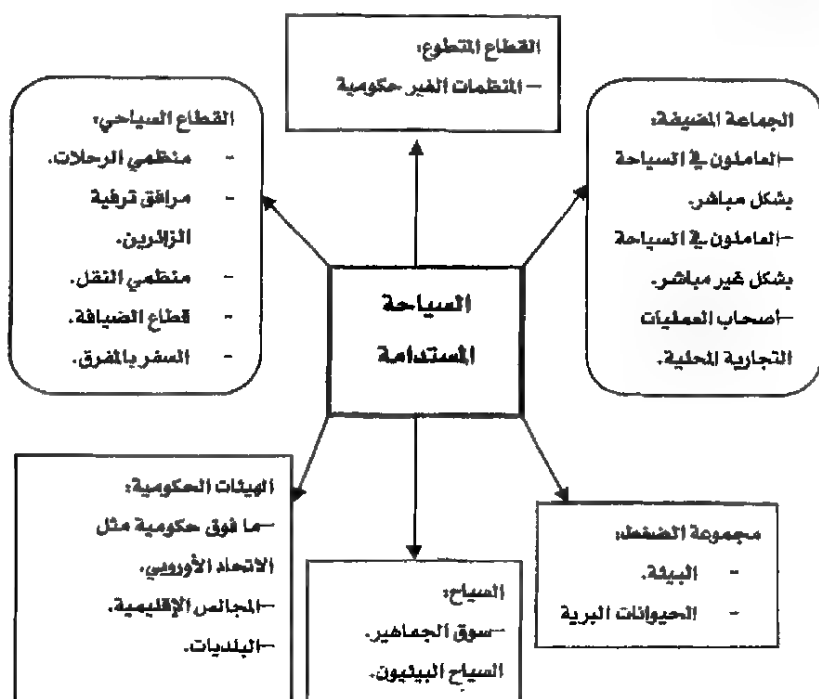 القطاع المتطوع:
–المنظمات الغير حكومية
الجماعة المضيفة:
–العاملون في السياحة
بشكل مباشر.
–العاملون في السياحة
بشكل غير مباشر.
–أصحاب العمليات
التجارية المحلية.
القطاع السياحي:
- منظمي الرحلات.
- مرافق ترفية
الزائرين.
- منظمي النقل.
- قطاع الضيافة.
- السفر بالمفرق.
السياحة
المستدامة
مجموعة الضغط:
- البيئة.
- الحيوانات البرية
السياح:
–سوق الجماهير.
السياح البيئيون.
الهيئات الحكومية:
–ما فوق حكومية مثل
الاتحاد الأوروبي.
–المجالس الإقليمية.
–البلديات.